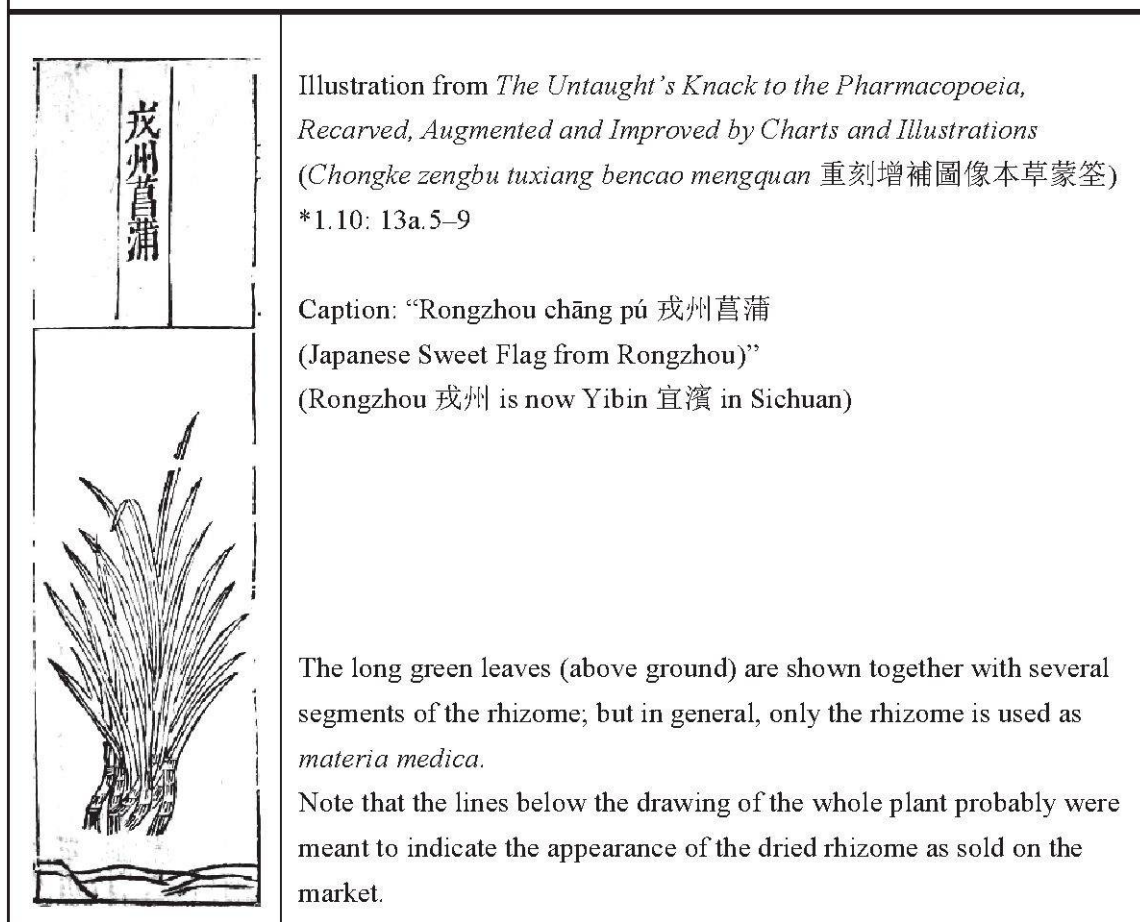 戎州菖蒲
Illustration from The Untaught’s Knack to the Pharmacopoeia,
Recarved, Augmented and Improved by Charts and Illustrations
(Chongke zengbu tuxiang bencao mengquan 重刻增補圖像本草蒙筌)
*1.10: 13a.5–9
Caption: “Rongzhou chāng pú 戎州菖蒲
(Japanese Sweet Flag from Rongzhou)”
(Rongzhou 戎州 is now Yibin 宜濱 in Sichuan)
The long green leaves (above ground) are shown together with several
segments of the rhizome; but in general, only the rhizome is used as
materia medica.
Note that the lines below the drawing of the whole plant probably were
meant to indicate the appearance of the dried rhizome as sold on the
market.